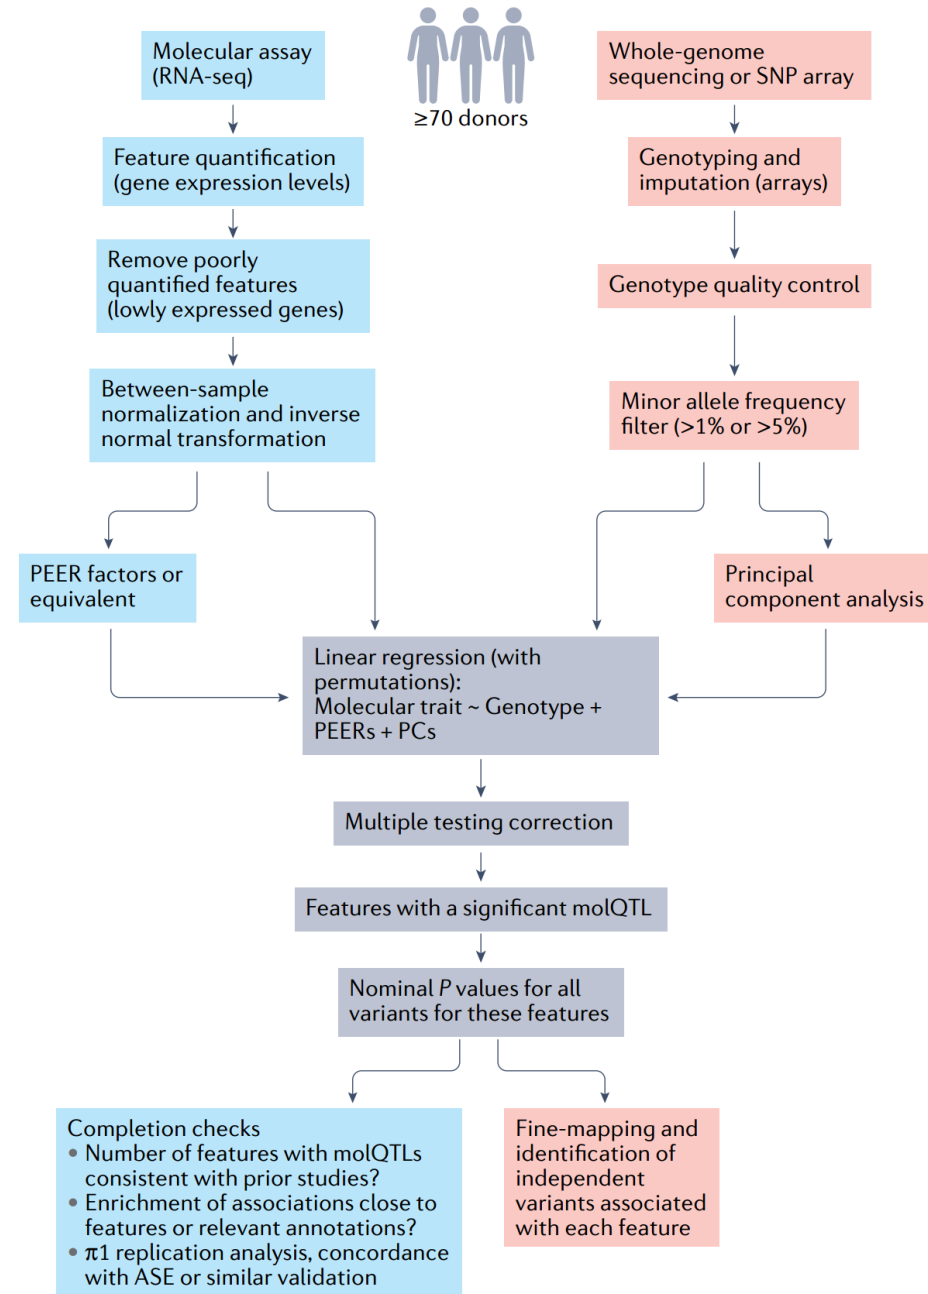 Molecular assay
(RNA-seq)
≥70 donors
Whole-genome
sequencing or SNP array
Feature quantification
(gene expression levels)
Genotyping and
imputation (arrays)
Remove poorly
quantified features
(lowly expressed genes)
Genotype quality control
Between-sample
normalization and inverse
normal transformation
Minor allele frequency
filter (>1% or >5%)
PEER factors or
equivalent
Principal
component analysis
Linear regression (with
permutations):
Molecular trait ~ Genotype +
PEERs + PCs
Multiple testing correction
Features with a significant molQTL
Nominal P values for all
variants for these features
Completion checks
• Number of features with molQTLs
consistent with prior studies?
• Enrichment of associations close to
features or relevant annotations?
• π1 replication analysis, concordance
with ASE or similar validation
Fine-mapping and
identification of
independent
variants associated
with each feature